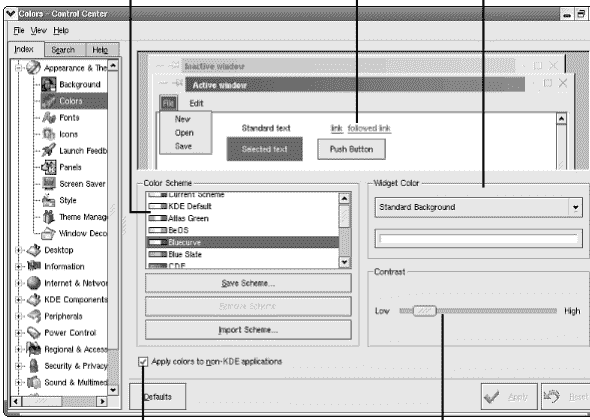 Colors - Control Center
File View Help
Index Search Help
Appearance & The
Background
Colors
Fonts
Icons
Launch Feedb
Panels
Screen Saver
Style
Theme Manag
Window Deco
Desktop
Information
Internet & Networ
KDE Components
Peripherals
Power Control
Regional & Access
Security & Privacy
Sound & Multimed
Inactive window
Active window
File Edit
New
Open
Save
Standard text
Selected text
link followed link
Push Button
Color Scheme
Current Scheme
KDE Default
Atlas Green
BeOS
Bluecurve
Blue Slate
CDE
Save Scheme...
Remove Scheme
Import Scheme...
Widget Color
Standard Background
Contrast
Low High
Apply colors to non-KDE applications
Defaults
Apply
Reset